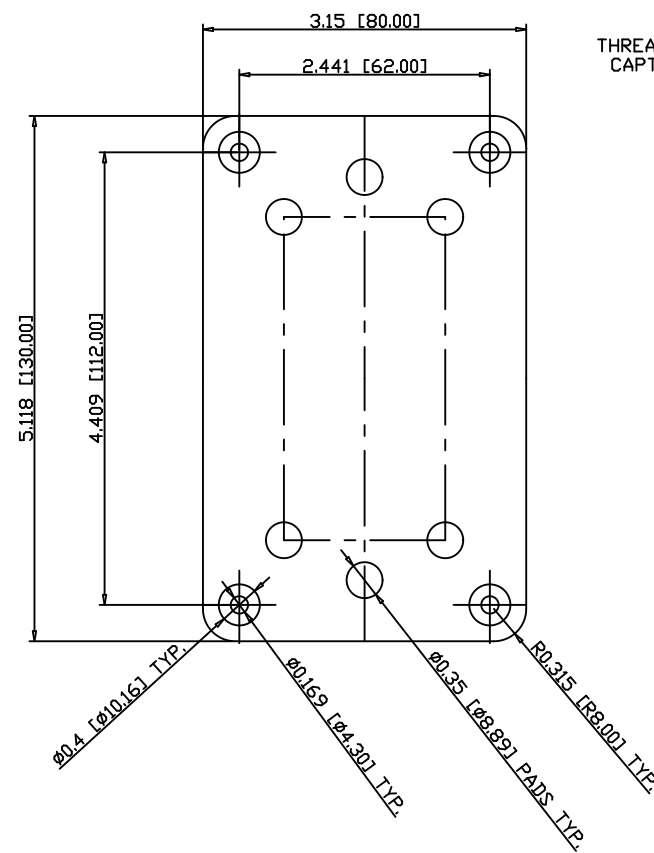 3.15 [80.00]
THREA
CAPT
2.441 [62.00]
5.118 [130.00]
4.409 [112.00]
ø0.4 [ø10.16] TYP.
ø0.169 [ø4.30] TYP.
ø0.35 [ø8.89] PADS TYP.
R0.315 [R8.00] TYP.